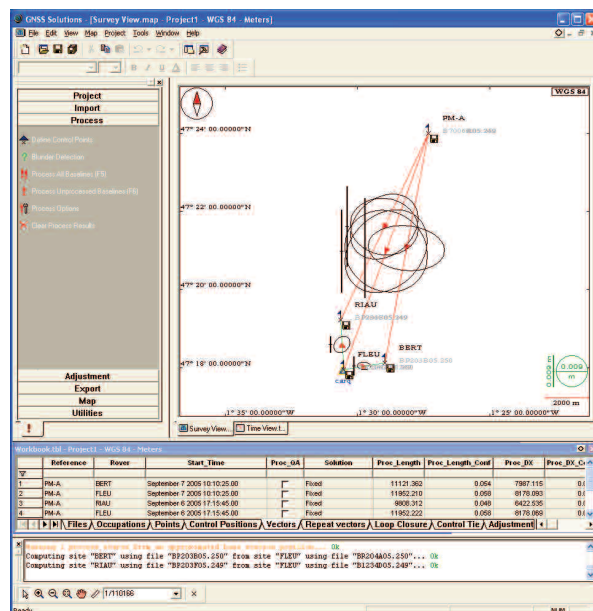 GNSS Solutions - [Survey View.map - Project1 - WGS 84 - Meters]
File Edit View Map Project Tools Window Help
Project
Import
Process
Define Control Points
Blunder Detection
Process All Baselines (F5)
Process Unprocessed Baselines (F6)
Process Options
Clear Process Results
Adjustment
Export
Map
Utilities
WGS 84
PM-A
47° 24' 00.00000"N
47° 22' 00.00000"N
47° 20' 00.00000"N
RIAU
FLEU
BERT
47° 18' 00.00000"N
0.009 m
0.009
m
2000 m
1° 35' 00.00000"W
1° 30' 00.00000"W
1° 25' 00.00000"W
Survey View...
Time View.t...
Workbook.tbl - Project1 - WGS 84 - Meters
Reference Rover Start_Time Proc_QA Solution Proc_Length Proc_Length_Conf Proc_DX
1 PM-A BERT September 7 2005 10:10:25.00 Fixed 11121.362 0.054 7987.115
2 PM-A FLEU September 7 2005 10:10:25.00 Fixed 11952.210 0.058 8178.093
3 PM-A RIAU September 6 2005 17:15:45.00 Fixed 9808.312 0.048 8422.535
4 PM-A FLEU September 6 2005 17:15:45.00 Fixed 11952.222 0.058 8178.089
Files Occupations Points Control Positions Vectors Repeat vectors Loop Closure Control Tie Adjustment
Computing site "BERT" using file "BP203B05.250" from site "FLEU" using file "BP204A05.250"... Ok
Computing site "RIAU" using file "BP203F05.249" from site "FLEU" using file "B1234D05.249"... Ok
1/110166
Ready
NUM